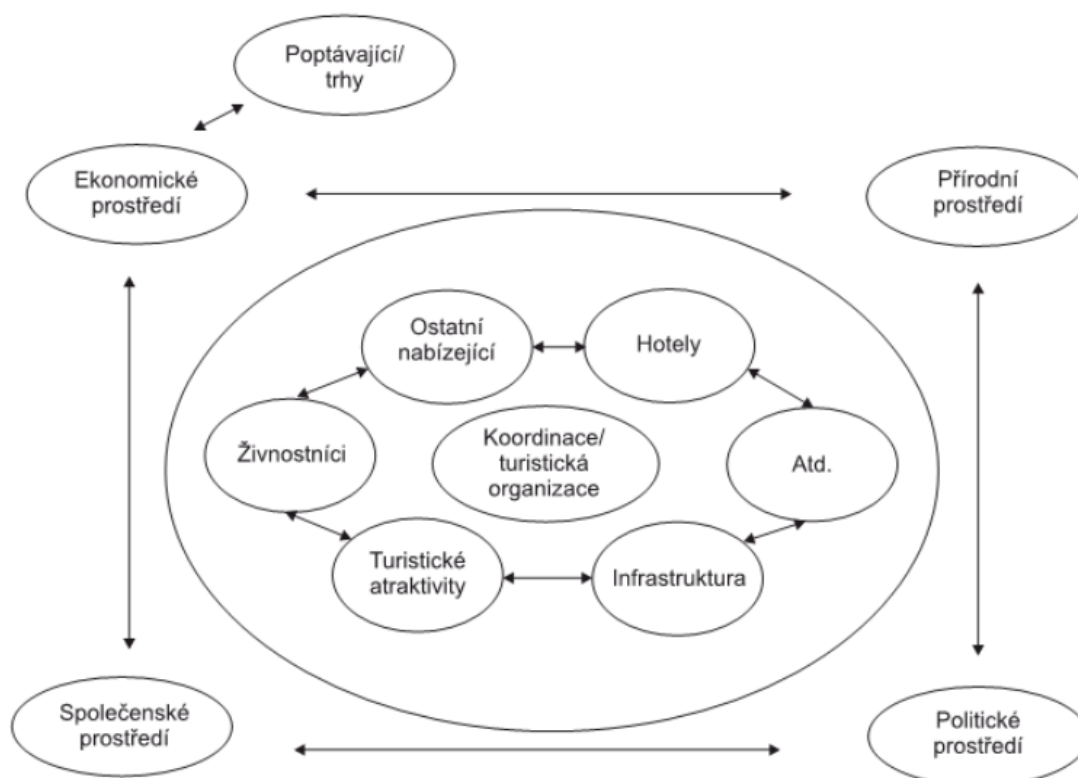 Poptávající/
trhy
Ekonomické
prostředí
Přírodní
prostředí
Ostatní
nabízející
Hotely
Živnostníci
Koordinace/
turistická
organizace
Atd.
Turistické
atraktivity
Infrastruktura
Společenské
prostředí
Politické
prostředí